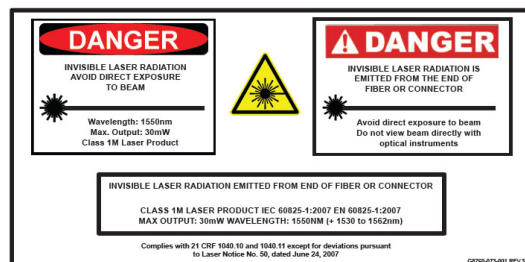 DANGER
INVISIBLE LASER RADIATION
AVOID DIRECT EXPOSURE
TO BEAM
Wavelength: 1550nm
Max. Output: 30mW
Class 1M Laser Product
DANGER
INVISIBLE LASER RADIATION IS
EMITTED FROM THE END OF
FIBER OR CONNECTOR
Avoid direct exposure to beam
Do not view beam directly with
optical instruments
INVISIBLE LASER RADIATION EMITTED FROM END OF FIBER OR CONNECTOR
CLASS 1M LASER PRODUCT IEC 60825-1:2007 EN 60825-1:2007
MAX OUTPUT: 30mW WAVELENGTH: 1550NM (+ 1530 to 1562nm)
Complies with 21 CRF 1040.10 and 1040.11 except for deviations pursuant
to Laser Notice No. 50, dated June 24, 2007